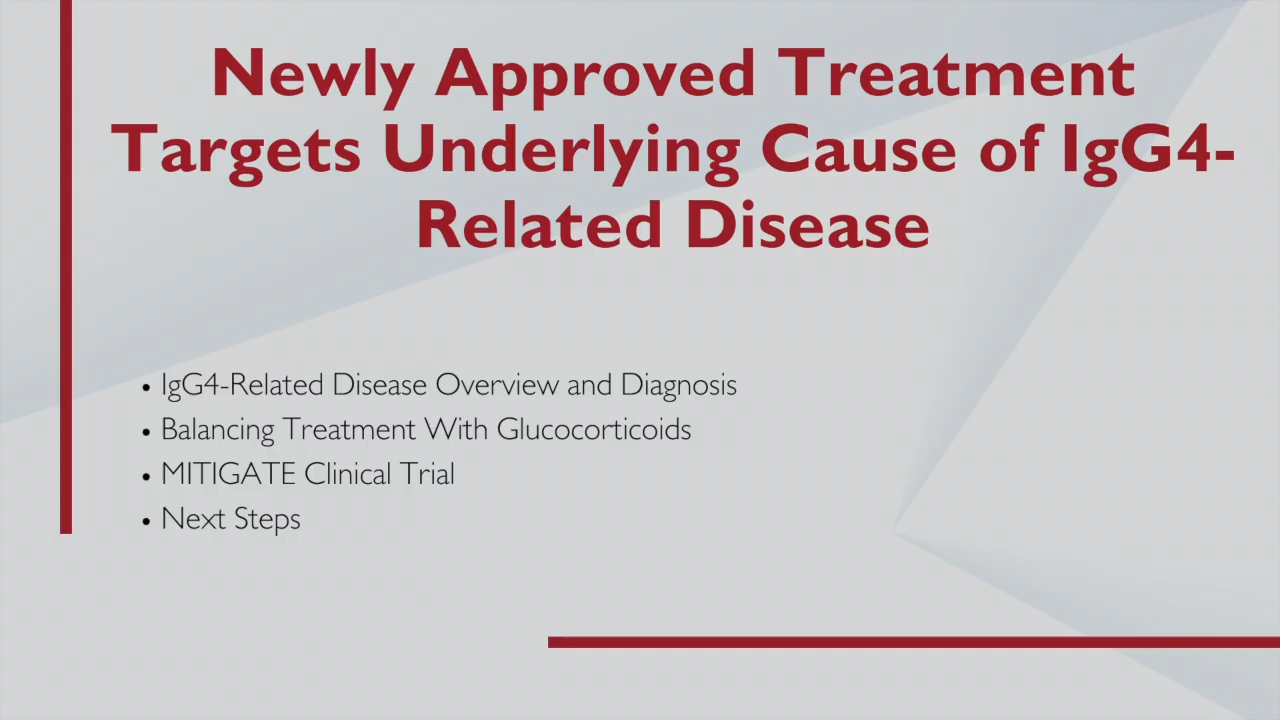 Newly Approved Treatment
Targets Underlying Cause of IgG4-
Related Disease
• IgG4-Related Disease Overview and Diagnosis
• Balancing Treatment With Glucocorticoids
• MITIGATE Clinical Trial
• Next Steps